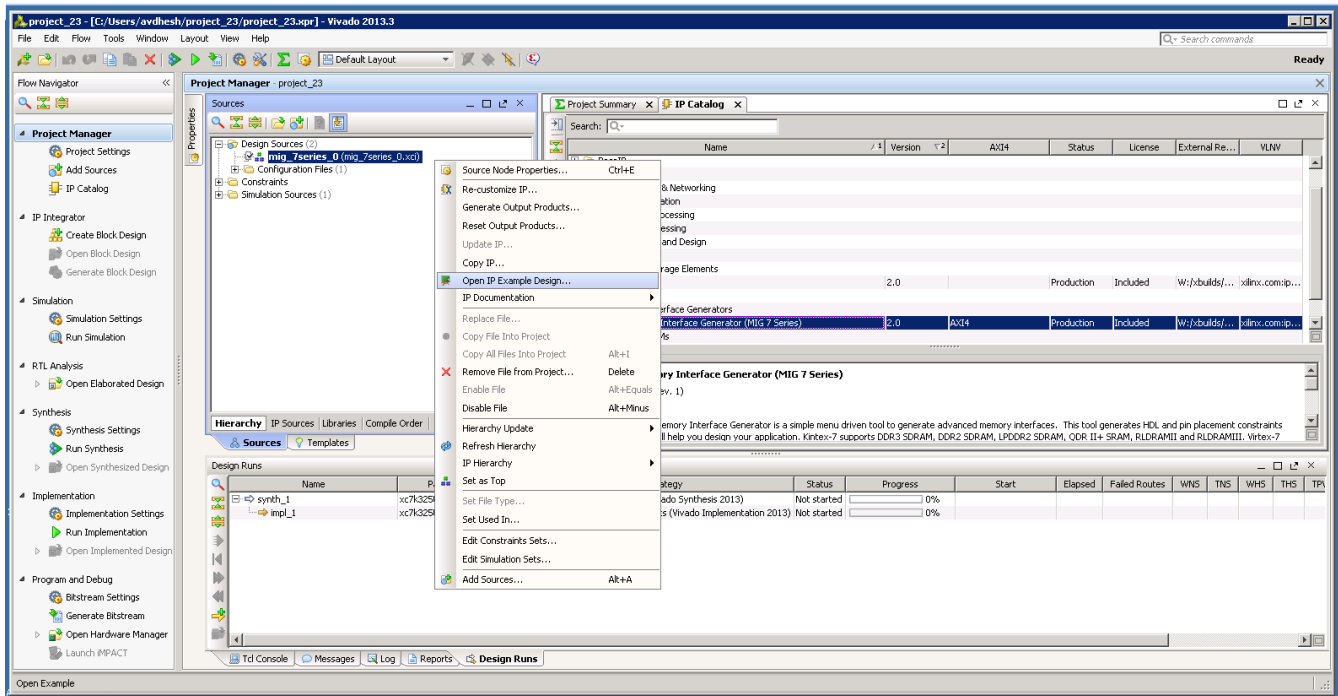 project_23 - [C:/Users/avdhesh/project_23/project_23.xpr] - Vivado 2013.3
File Edit Flow Tools Window Layout View Help
Search commands
Default Layout
Ready
Flow Navigator
Project Manager
Project Settings
Add Sources
IP Catalog
IP Integrator
Create Block Design
Open Block Design
Generate Block Design
Simulation
Simulation Settings
Run Simulation
RTL Analysis
Open Elaborated Design
Synthesis
Synthesis Settings
Run Synthesis
Open Synthesized Design
Implementation
Implementation Settings
Run Implementation
Open Implemented Design
Program and Debug
Bitstream Settings
Generate Bitstream
Open Hardware Manager
Launch iMPACT
Project Manager - project_23
Properties
Sources
Design Sources (2)
mig_7series_0 (mig_7series_0.xci)
Configuration Files (1)
Constraints
Simulation Sources (1)
Hierarchy IP Sources Libraries Compile Order
Sources Templates
Source Node Properties... Ctrl+E
Re-customize IP...
Generate Output Products...
Reset Output Products...
Update IP...
Copy IP...
Open IP Example Design...
IP Documentation
Replace File...
Copy File Into Project
Copy All Files Into Project Alt+I
Remove File from Project... Delete
Enable File Alt+Equals
Disable File Alt+Minus
Hierarchy Update
Refresh Hierarchy
IP Hierarchy
Set as Top
Set File Type...
Set Used In...
Edit Constraints Sets...
Edit Simulation Sets...
Add Sources... Alt+A
Project Summary IP Catalog
Search:
Name 1 Version 2 AXI4 Status License External Re... VLNV
& Networking
ation
ocessing
essing
and Design
rage Elements
2.0 Production Included W:/xbuilds/... xilinx.com:ip...
erface Generators
Interface Generator (MIG 7 Series) 2.0 AXI4 Production Included W:/xbuilds/... xilinx.com:ip...
ry Interface Generator (MIG 7 Series)
ev. 1)
emory Interface Generator is a simple menu driven tool to generate advanced memory interfaces. This tool generates HDL and pin placement constraints
ll help you design your application. Kintex-7 supports DDR3 SDRAM, DDR2 SDRAM, LPDDR2 SDRAM, QDR II+ SRAM, RLDRAMII and RLDRAMIII. Virtex-7
Design Runs
Name P. ategy Status Progress Start Elapsed Failed Routes WNS TNS WHS THS TPV
synth_1 xc7k325 ado Synthesis 2013) Not started 0%
impl_1 xc7k325 s (Vivado Implementation 2013) Not started 0%
Tcl Console Messages Log Reports Design Runs
Open Example